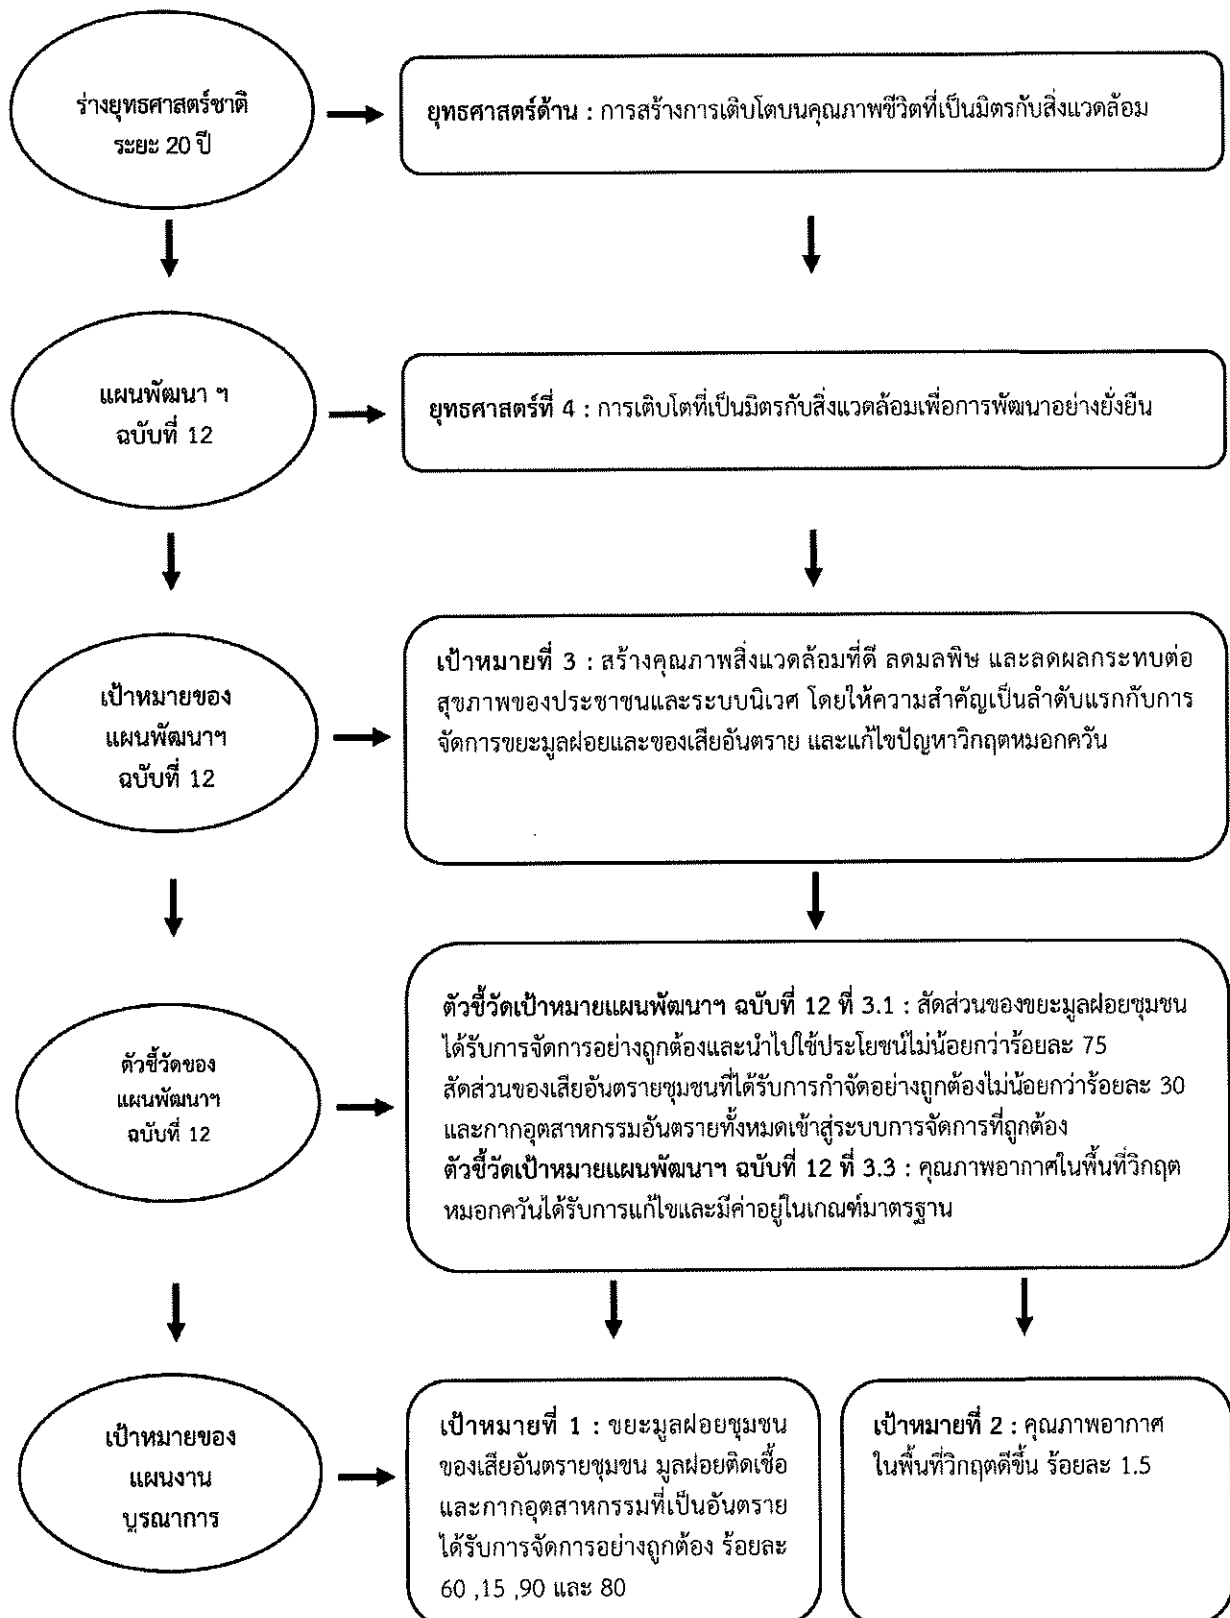 ร่างยุทธศาสตร์ชาติ
ระยะ 20 ปี
ยุทธศาสตร์ด้าน : การสร้างการเติบโตบนคุณภาพชีวิตที่เป็นมิตรกับสิ่งแวดล้อม
แผนพัฒนา ฯ
ฉบับที่ 12
ยุทธศาสตร์ที่ 4 : การเติบโตที่เป็นมิตรกับสิ่งแวดล้อมเพื่อการพัฒนาอย่างยั่งยืน
เป้าหมายของ
แผนพัฒนาฯ
ฉบับที่ 12
เป้าหมายที่ 3 : สร้างคุณภาพสิ่งแวดล้อมที่ดี ลดมลพิษ และลดผลกระทบต่อ
สุขภาพของประชาชนและระบบนิเวศ โดยให้ความสำคัญเป็นลำดับแรกกับการ
จัดการขยะมูลฝอยและของเสียอันตราย และแก้ไขปัญหาวิกฤตหมอกควัน
ตัวชี้วัดของ
แผนพัฒนาฯ
ฉบับที่ 12
ตัวชี้วัดเป้าหมายแผนพัฒนาฯ ฉบับที่ 12 ที่ 3.1 : สัดส่วนของขยะมูลฝอยชุมชน
ได้รับการจัดการอย่างถูกต้องและนำไปใช้ประโยชน์ไม่น้อยกว่าร้อยละ 75
สัดส่วนของเสียอันตรายชุมชนที่ได้รับการกำจัดอย่างถูกต้องไม่น้อยกว่าร้อยละ 30
และกากอุตสาหกรรมอันตรายทั้งหมดเข้าสู่ระบบการจัดการที่ถูกต้อง
ตัวชี้วัดเป้าหมายแผนพัฒนาฯ ฉบับที่ 12 ที่ 3.3 : คุณภาพอากาศในพื้นที่วิกฤต
หมอกควันได้รับการแก้ไขและมีค่าอยู่ในเกณฑ์มาตรฐาน
เป้าหมายของ
แผนงาน
บูรณาการ
เป้าหมายที่ 1 : ขยะมูลฝอยชุมชน
ของเสียอันตรายชุมชน มูลฝอยติดเชื้อ
และกากอุตสาหกรรมที่เป็นอันตราย
ได้รับการจัดการอย่างถูกต้อง ร้อยละ
60 ,15 ,90 และ 80
เป้าหมายที่ 2 : คุณภาพอากาศ
ในพื้นที่วิกฤตดีขึ้น ร้อยละ 1.5